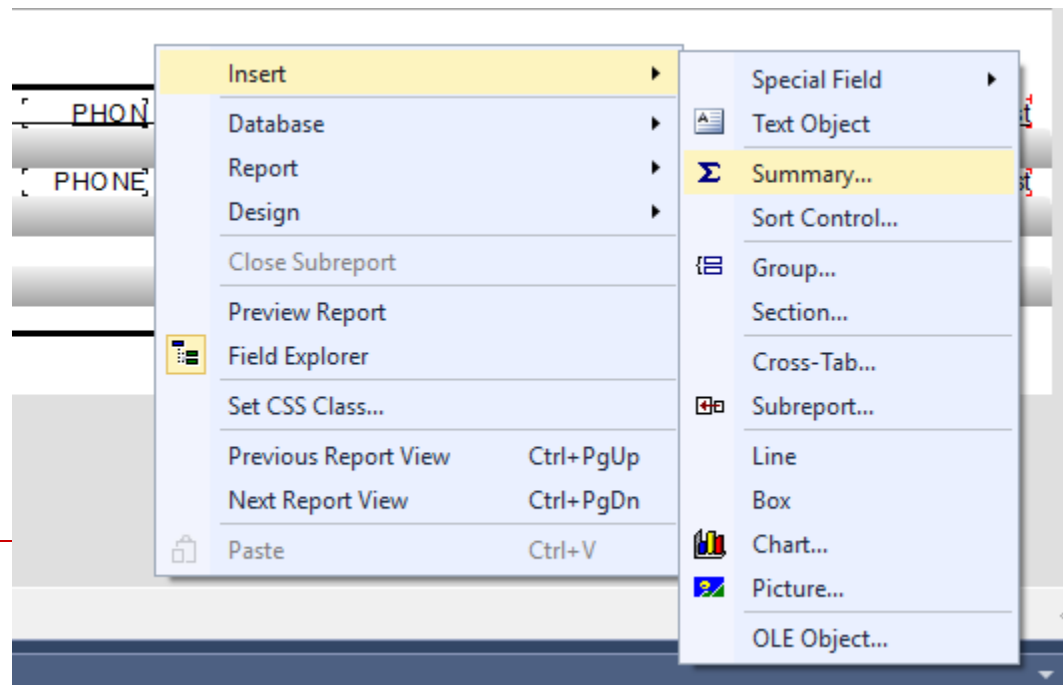 PHON
PHONE
st
st
Insert
Database
Report
Design
Close Subreport
Preview Report
Field Explorer
Set CSS Class...
Previous Report View Ctrl+PgUp
Next Report View Ctrl+PgDn
Paste Ctrl+V
Special Field
Text Object
Summary...
Sort Control...
Group...
Section...
Cross-Tab...
Subreport...
Line
Box
Chart...
Picture...
OLE Object...